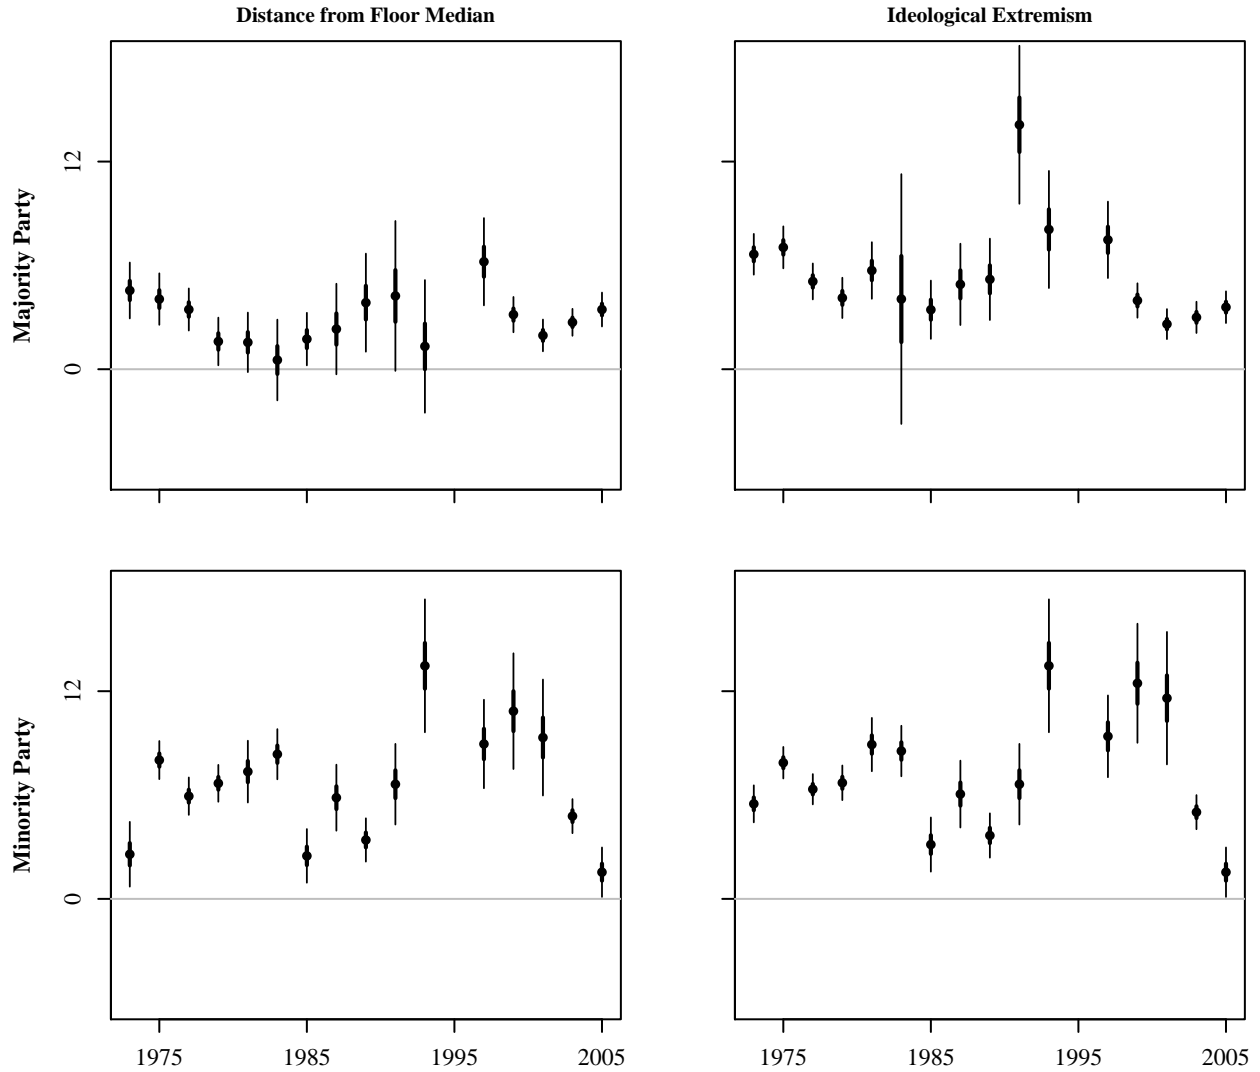 Distance from Floor Median
Ideological Extremism
Majority Party
12
0
Minority Party
12
0
1975 1985 1995 2005
1975 1985 1995 2005